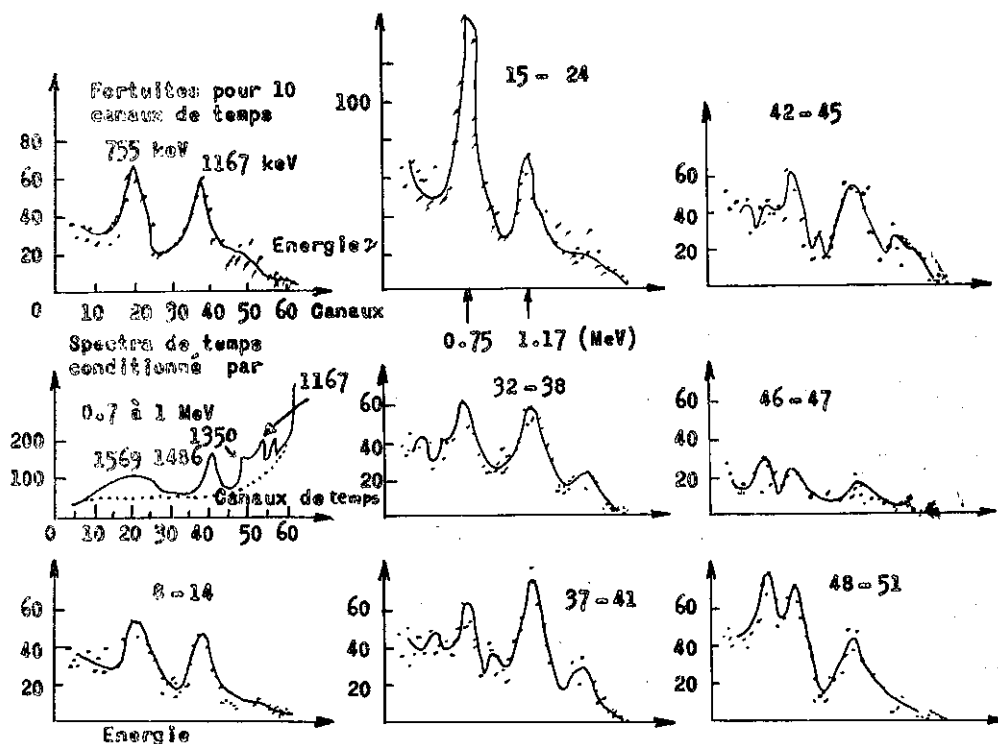 Fortuites pour 10
canaux de temps
80
60
40
20
755 keV
1167 keV
0 10 20 30 40 50 60 Canaux
100
15 - 24
Energie γ
0.75 1.17 (MeV)
42-45
60
40
20
Spectra de temps
conditionné par
0.7 à 1 MeV
1167
1350
1569 1486
200
100
Canaux de temps
0 10 20 30 40 50 60
32-38
60
40
20
46-47
60
40
20
8-14
60
40
20
Energie
37-41
60
40
20
48-51
60
40
20